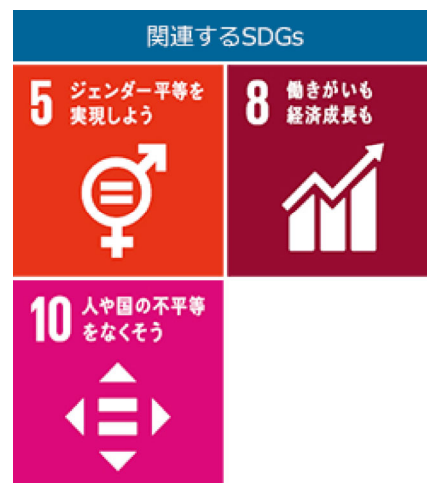 関連するSDGs
5 ジェンダー平等を
実現しよう
8 働きがいも
経済成長も
10 人や国の不平等
をなくそう